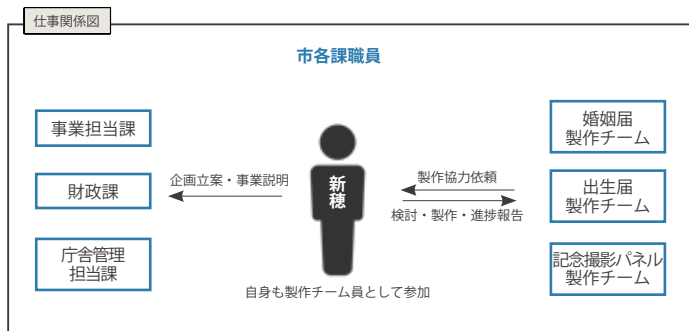 仕事関係図
市各課職員
事業担当課
財政課
庁舎管理
担当課
企画立案・事業説明
新穂
自身も製作チーム員として参加
製作協力依頼
検討・製作・進捗報告
婚姻届
製作チーム
出生届
製作チーム
記念撮影パネル
製作チーム